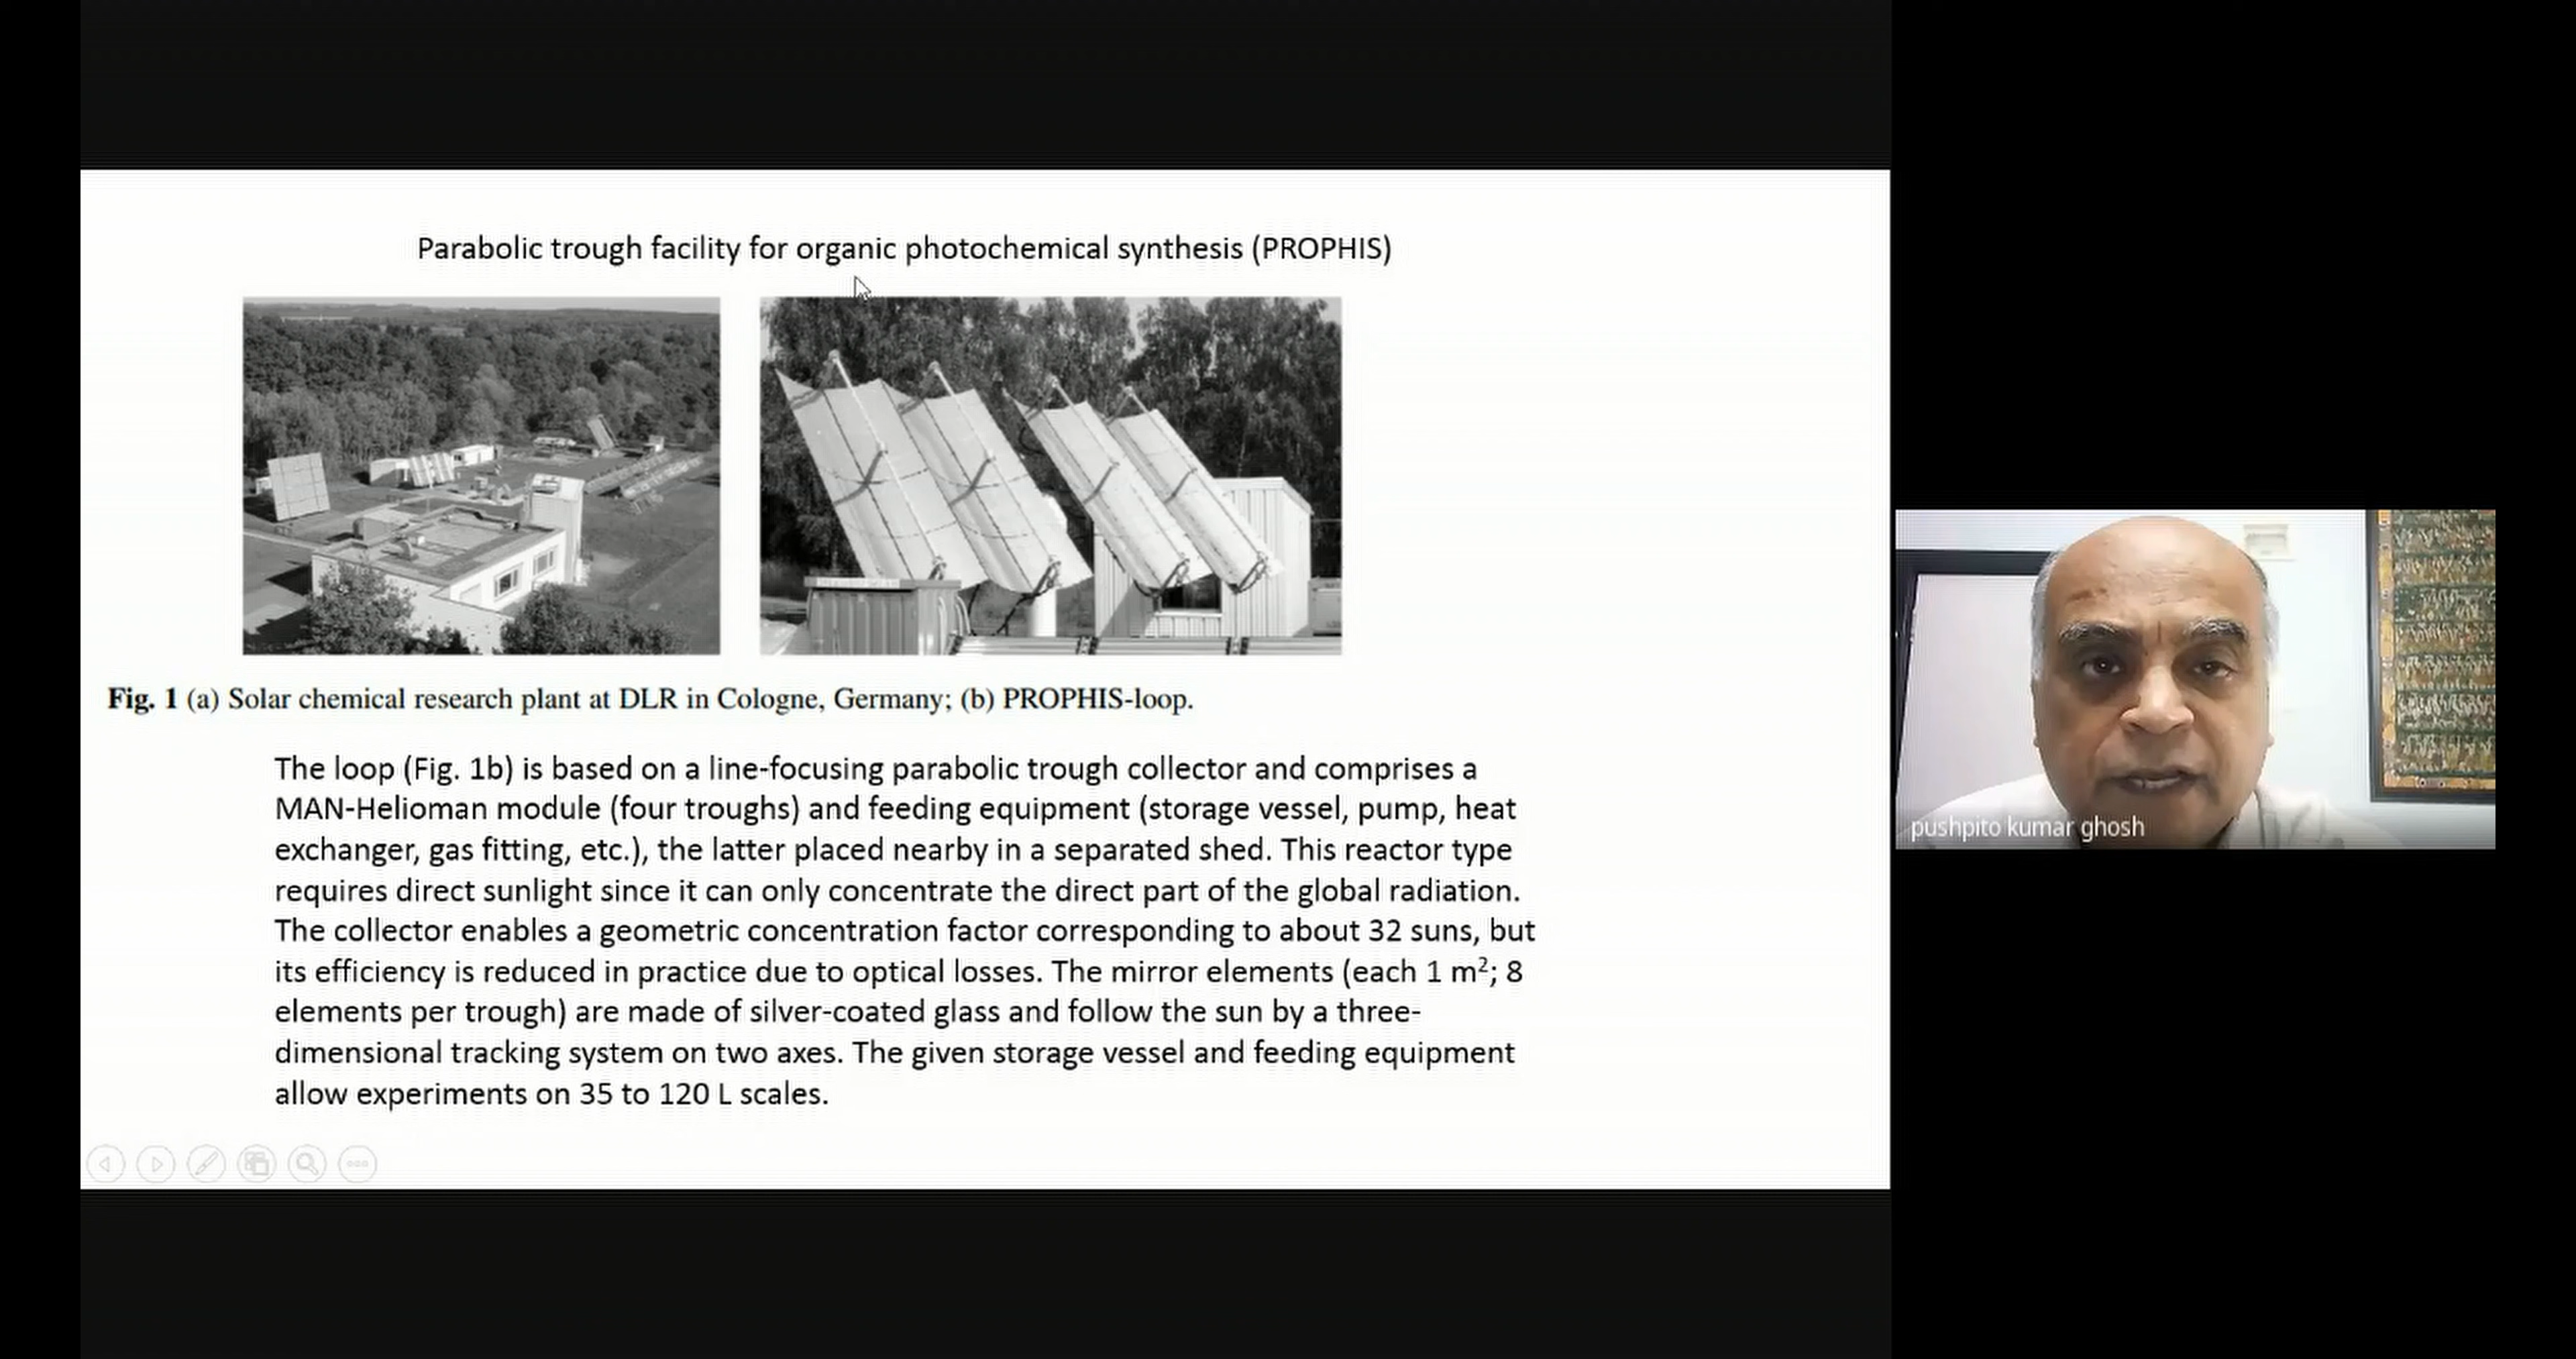 Parabolic trough facility for organic photochemical synthesis (PROPHIS)
Fig. 1 (a) Solar chemical research plant at DLR in Cologne, Germany; (b) PROPHIS-loop.
The loop (Fig. 1b) is based on a line-focusing parabolic trough collector and comprises a
MAN-Helioman module (four troughs) and feeding equipment (storage vessel, pump, heat
exchanger, gas fitting, etc.), the latter placed nearby in a separated shed. This reactor type
requires direct sunlight since it can only concentrate the direct part of the global radiation.
The collector enables a geometric concentration factor corresponding to about 32 suns, but
its efficiency is reduced in practice due to optical losses. The mirror elements (each 1 m²; 8
elements per trough) are made of silver-coated glass and follow the sun by a three-
dimensional tracking system on two axes. The given storage vessel and feeding equipment
allow experiments on 35 to 120 L scales.
pushpito kumar ghosh